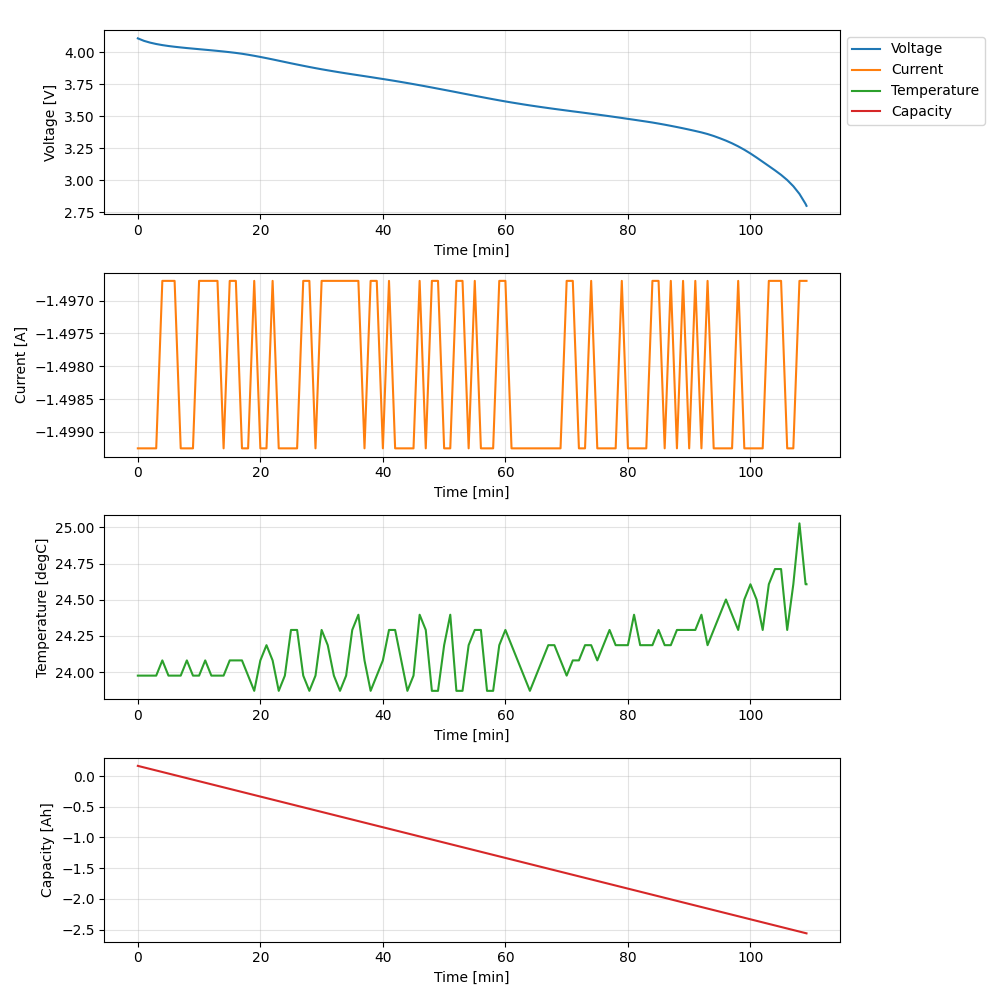 4.00
3.75
3.50
3.25
3.00
2.75
Voltage [V]
0 20 40 60 80 100
Time [min]
Voltage
Current
Temperature
Capacity
−1.4970
−1.4975
−1.4980
−1.4985
−1.4990
Current [A]
0 20 40 60 80 100
Time [min]
25.00
24.75
24.50
24.25
24.00
Temperature [degC]
0 20 40 60 80 100
Time [min]
0.0
−0.5
−1.0
−1.5
−2.0
−2.5
Capacity [Ah]
0 20 40 60 80 100
Time [min]